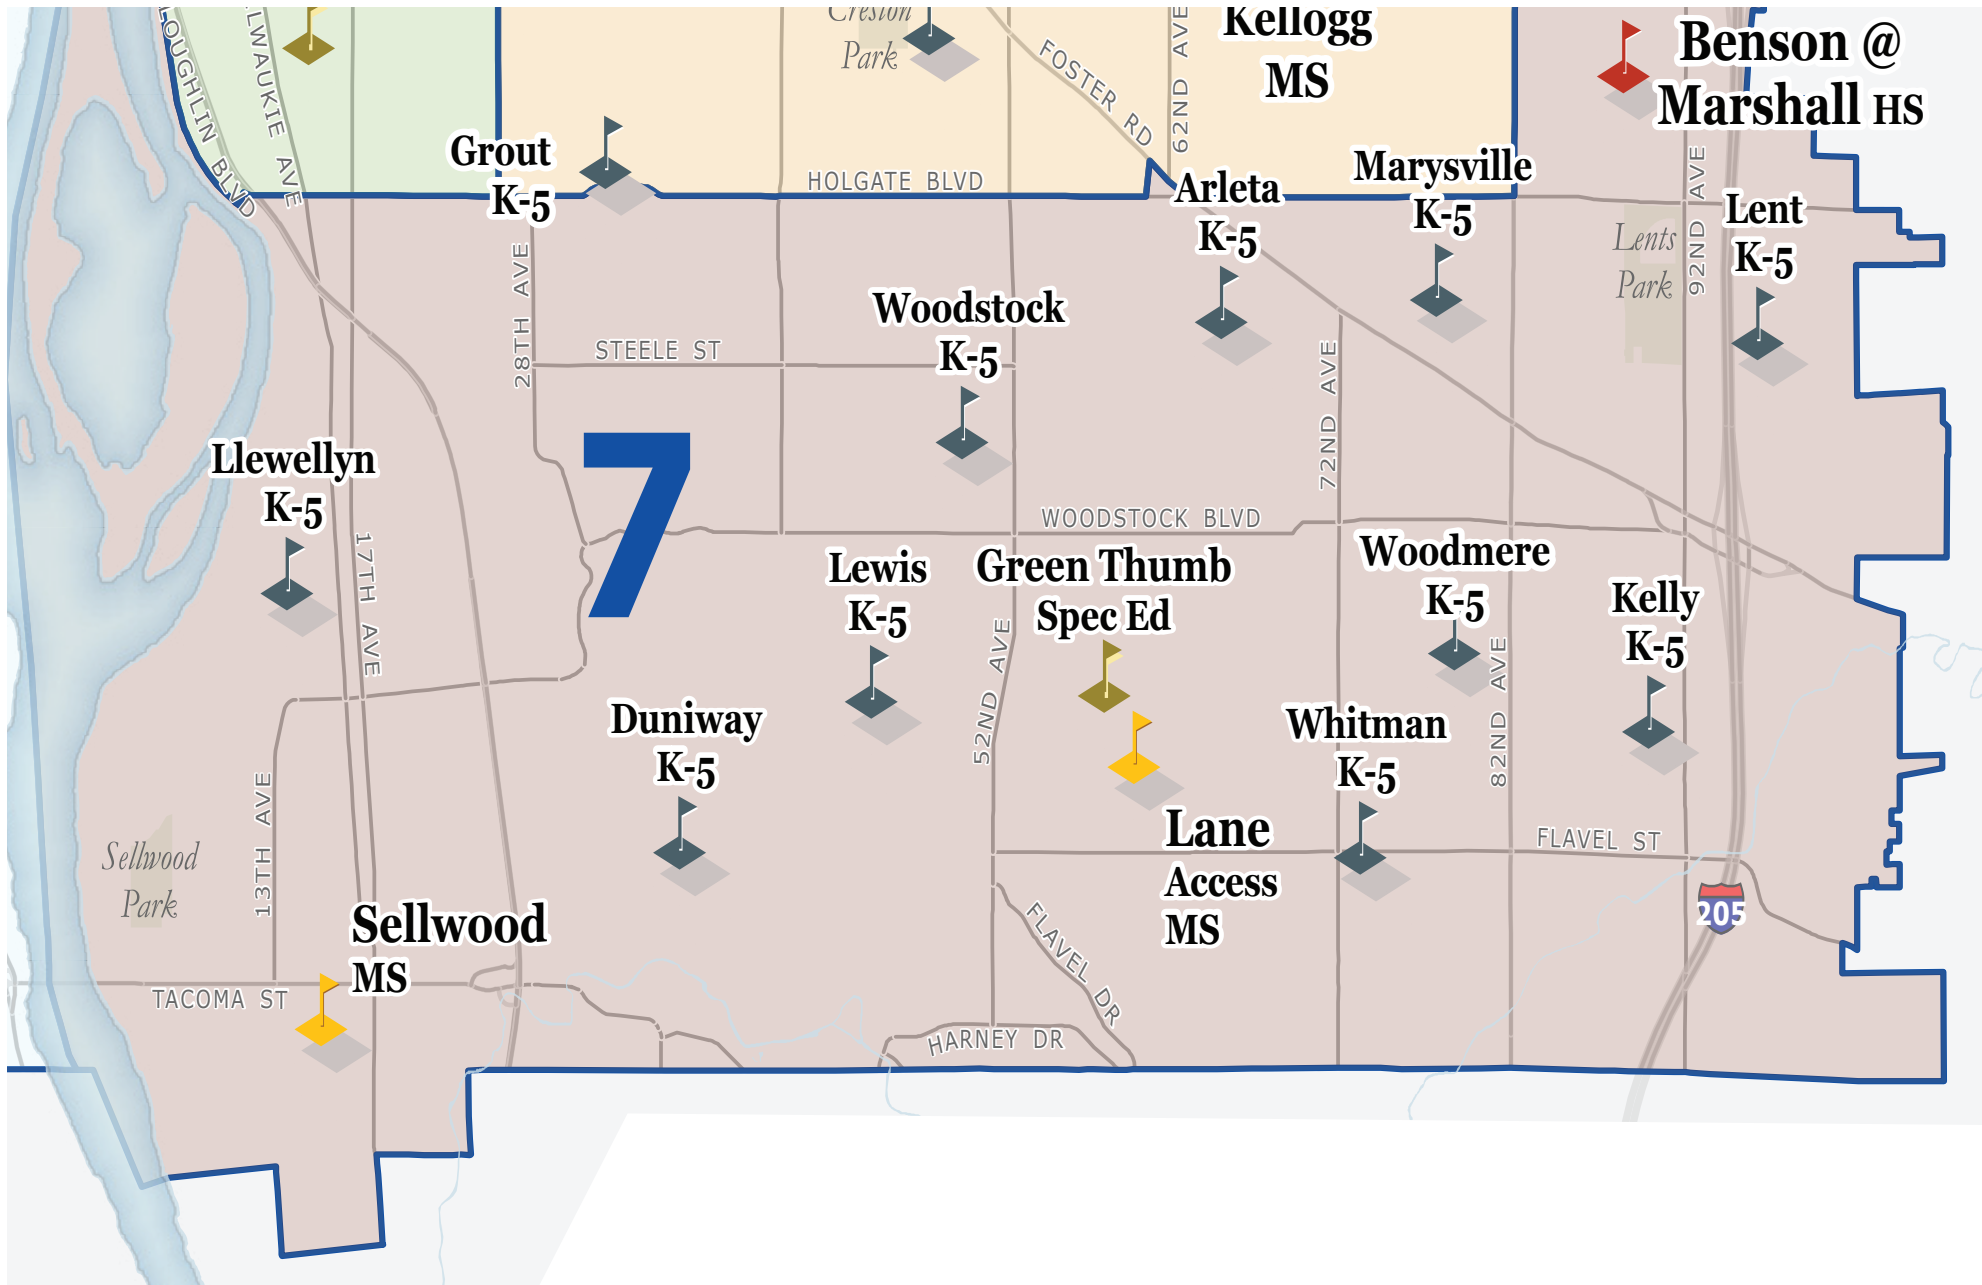 Creston
Park
Kellogg
MS
FOSTER RD
62ND AVE
Benson @
Marshall HS
LOUGHLIN BLVD
LWAUKIE AVE
Grout
K-5
HOLGATE BLVD
Arleta
K-5
Marysville
K-5
92ND AVE
Lent
K-5
Lents
Park
28TH AVE
STEELE ST
Woodstock
K-5
72ND AVE
Llewellyn
K-5
7
17TH AVE
WOODSTOCK BLVD
Lewis
K-5
Green Thumb
Spec Ed
Woodmere
K-5
Kelly
K-5
52ND AVE
82ND AVE
Duniway
K-5
Whitman
K-5
13TH AVE
Sellwood
Park
Lane
Access
MS
FLAVEL ST
205
Sellwood
MS
FLAVEL DR
TACOMA ST
HARNEY DR